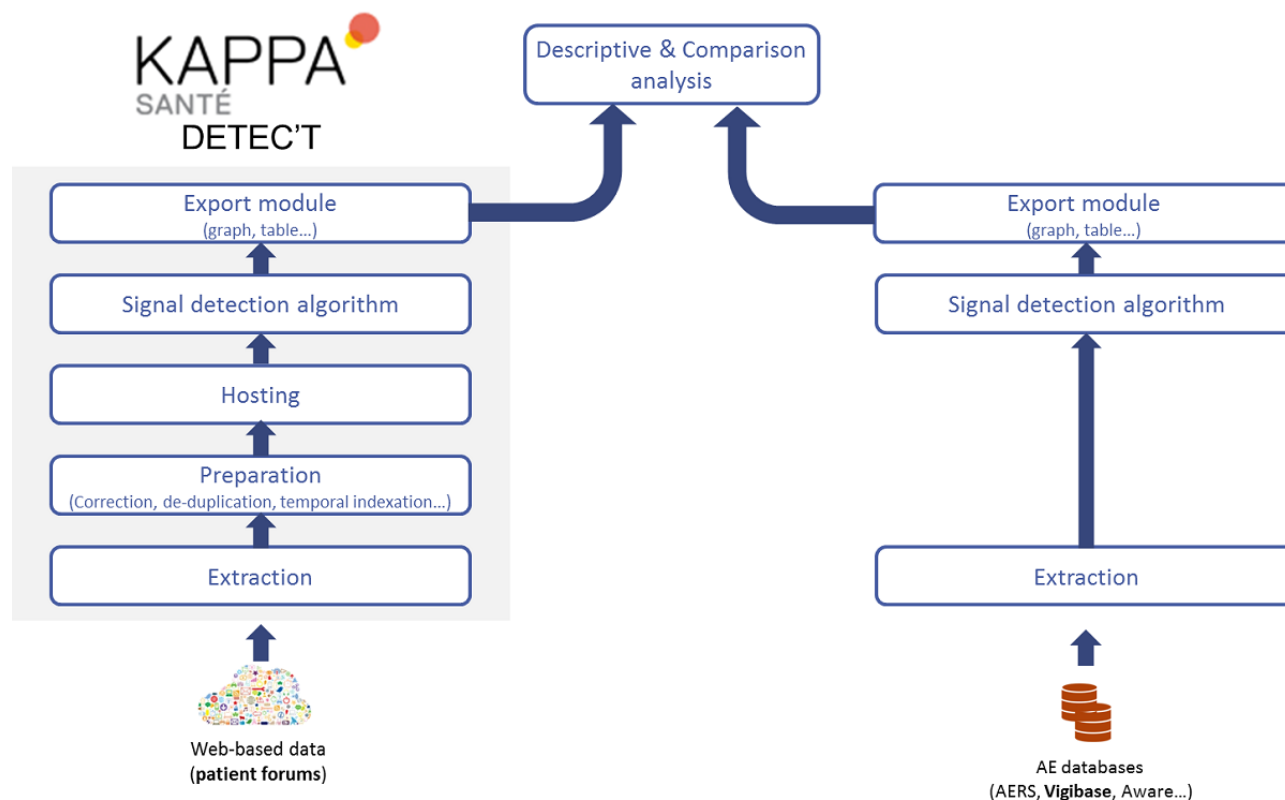 KAPPA
SANTÉ
DETEC'T
Descriptive & Comparison
analysis
Export module
(graph, table...)
Signal detection algorithm
Hosting
Preparation
(Correction, de-duplication, temporal indexation...)
Extraction
Web-based data
(patient forums)
Export module
(graph, table...)
Signal detection algorithm
Extraction
AE databases
(AERS, Vigibase, Aware...)